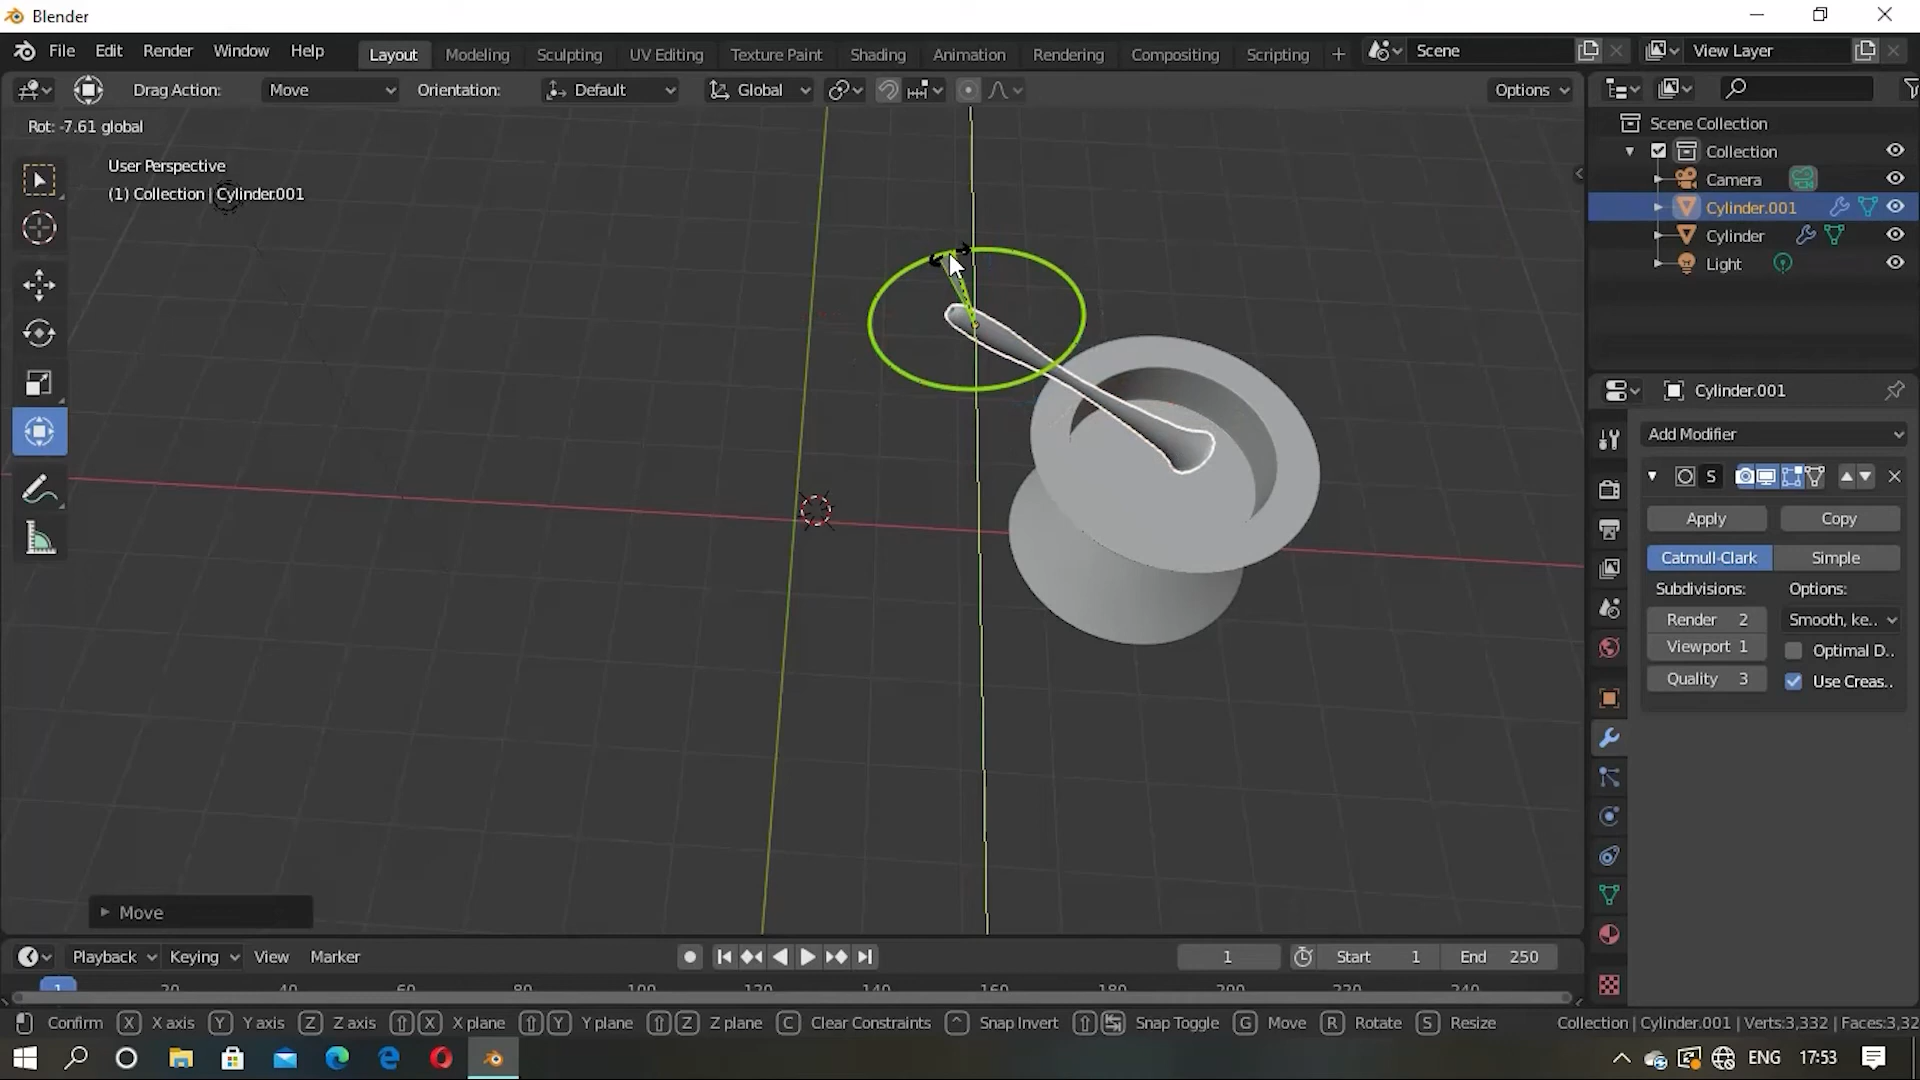 Blender
File Edit Render Window Help Layout Modeling Sculpting UV Editing Texture Paint Shading Animation Rendering Compositing Scripting + Scene View Layer
Drag Action: Move Orientation: Default Global Options
Rot: -7.61 global
User Perspective
(1) Collection | Cylinder.001
Scene Collection
Collection
Camera
Cylinder.001
Cylinder
Light
Cylinder.001
Add Modifier
S
Apply Copy
Catmull-Clark Simple
Subdivisions: Options:
Render 2 Smooth, ke..
Viewport 1 Optimal D..
Quality 3 Use Creas..
Move
Playback Keying View Marker 1 Start 1 End 250
1 20 40 60 80 100 120 140 160 180 200 220 240
Confirm X X axis Y Y axis Z Z axis X X plane Y Y plane Z Z plane C Clear Constraints Snap Invert Snap Toggle G Move R Rotate S Resize Collection | Cylinder.001 | Verts:3,332 | Faces:3,32
ENG 17:53